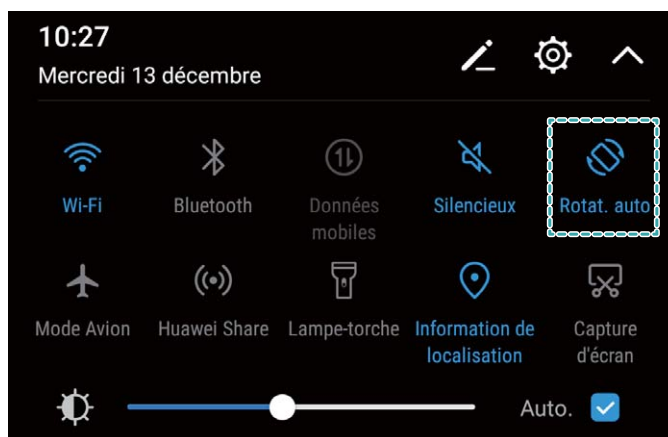 10:27
Mercredi 13 décembre
Wi-Fi
Bluetooth
Données
mobiles
Silencieux
Rotat. auto
Mode Avion
Huawei Share
Lampe-torche
Information de
localisation
Capture
d'écran
Auto.